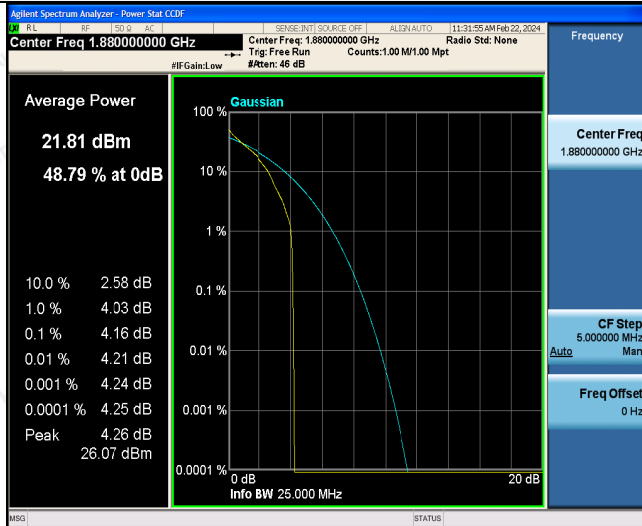 Agilent Spectrum Analyzer - Power Stat CCDF
RL RF 50 Ω AC SENSE:INT SOURCE OFF ALIGN AUTO 11:31:55 AM Feb 22, 2024
Center Freq 1.880000000 GHz
Center Freq: 1.880000000 GHz Radio Std: None
Trig: Free Run Counts:1.00 M/1.00 Mpt
#IFGain:Low #Atten: 46 dB
Frequency
Average Power
21.81 dBm
48.79 % at 0dB
10.0 % 2.58 dB
1.0 % 4.03 dB
0.1 % 4.16 dB
0.01 % 4.21 dB
0.001 % 4.24 dB
0.0001 % 4.25 dB
Peak 4.26 dB
26.07 dBm
Gaussian
100 %
10 %
1 %
0.1 %
0.01 %
0.001 %
0.0001 %
0 dB 20 dB
Info BW 25.000 MHz
Center Freq
1.880000000 GHz
CF Step
5.000000 MHz
Auto Man
Freq Offset
0 Hz
MSG STATUS